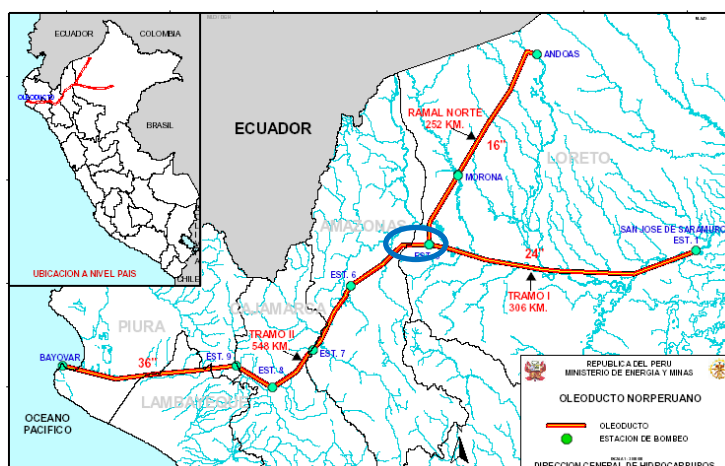 ECUADOR
COLOMBIA
OLEODUCTO
BRASIL
CHILE
UBICACION A NIVEL PAIS
ECUADOR
ANDOAS
RAMAL NORTE
252 KM.
16"
LORETO
MORONA
AMAZONAS
SAN JOSE DE SARAMURO
EST. 1
EST.
24"
TRAMO I
306 KM.
EST. 6
CAJAMARCA
PIURA
TRAMO II
548 KM.
EST. 7
BAYOVAR
36"
EST. 9
EST. 8
LAMBAYEQUE
OCEANO
PACIFICO
REPUBLICA DEL PERU
MINISTERIO DE ENERGIA Y MINAS
OLEODUCTO NORPERUANO
OLEODUCTO
ESTACION DE BOMBEO
DIRECCION GENERAL DE HIDROCARBUROS